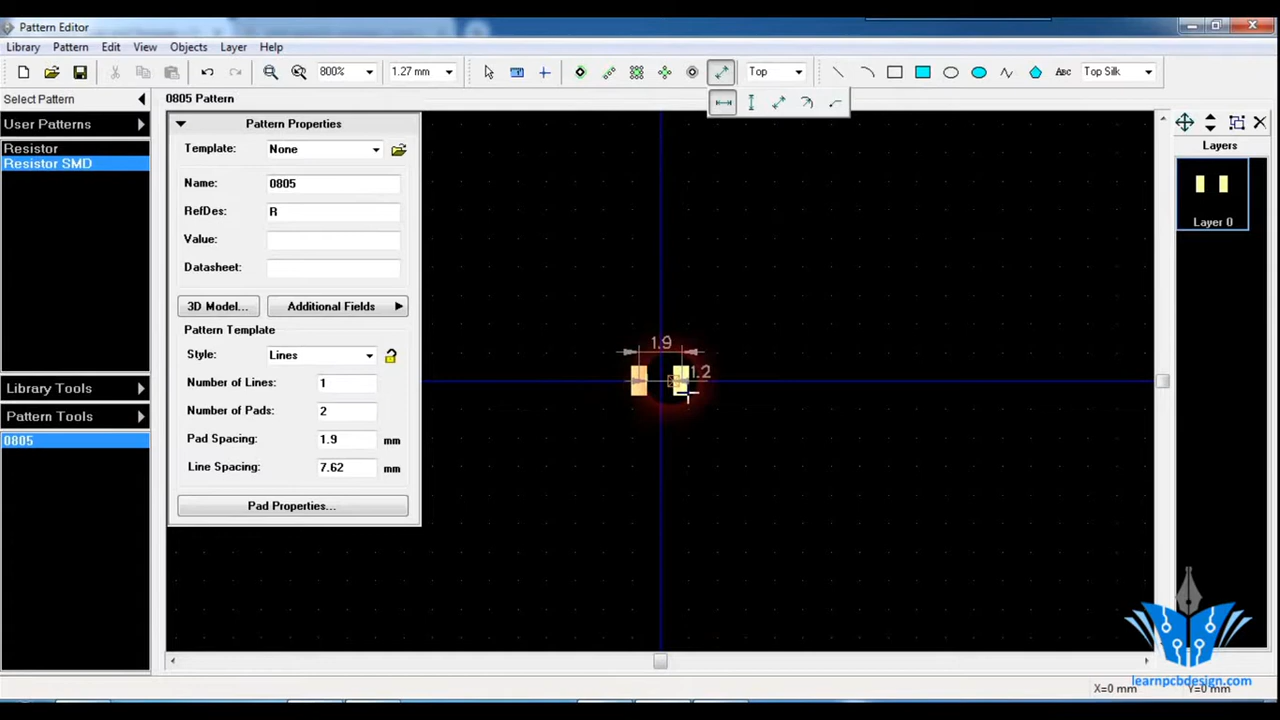 Pattern Editor
Library Pattern Edit View Objects Layer Help
800% 1.27 mm Top Abc Top Silk
Select Pattern
0805 Pattern
User Patterns
Resistor
Resistor SMD
Library Tools
Pattern Tools
0805
Pattern Properties
Template: None
Name: 0805
RefDes: R
Value:
Datasheet:
3D Model... Additional Fields
Pattern Template
Style: Lines
Number of Lines: 1
Number of Pads: 2
Pad Spacing: 1.9 mm
Line Spacing: 7.62 mm
Pad Properties...
1.9
1.2
Layers
Layer 0
learnpcbdesign.com
X=0 mm Y=0 mm